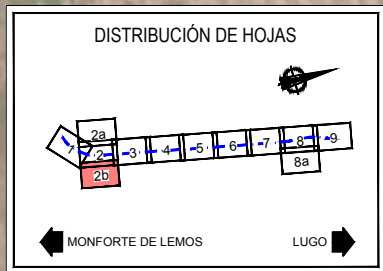 DISTRIBUCIÓN DE HOJAS
2a
1 2 3 4 5 6 7 8 9
2b
8a
MONFORTE DE LEMOS LUGO